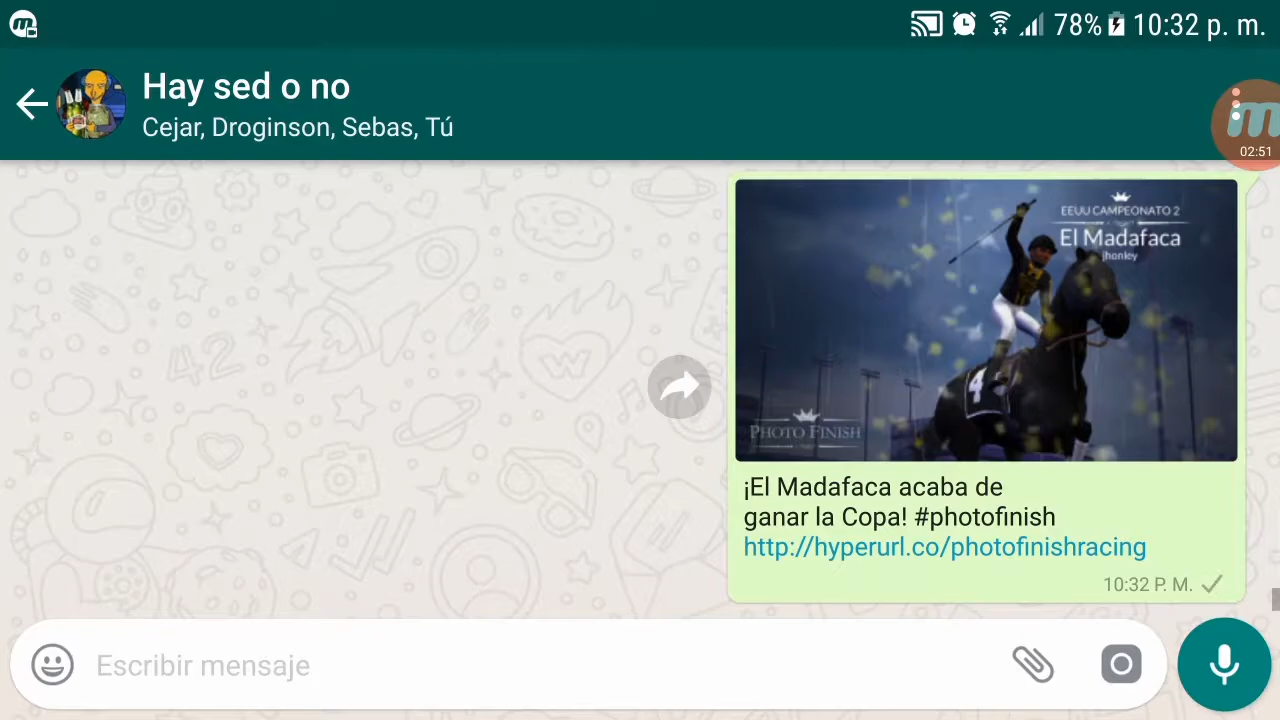 78% 10:32 p. m.
Hay sed o no
Cejar, Droginson, Sebas, Tú
02:51
EEUU CAMPEONATO 2
El Madafaca
jhonley
4
PHOTO FINISH
¡El Madafaca acaba de
ganar la Copa! #photofinish
http://hyperurl.co/photofinishracing
10:32 P. M.
Escribir mensaje